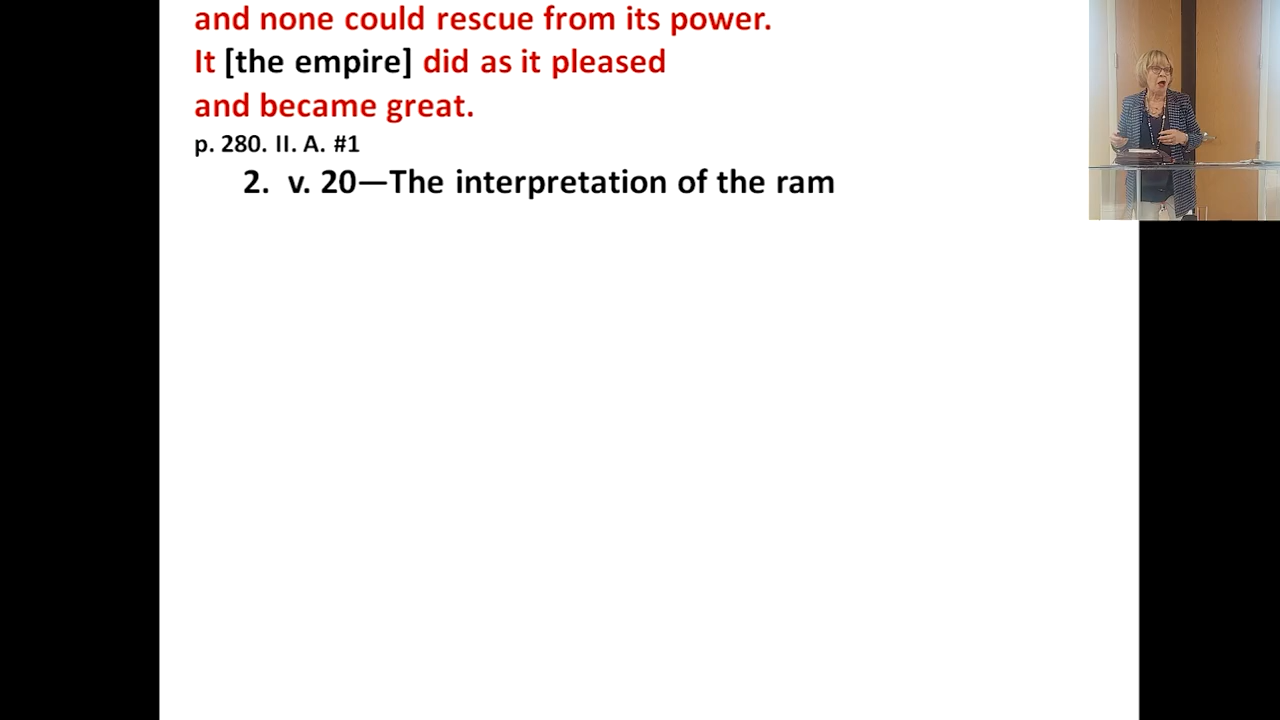 and none could rescue from its power.
It [the empire] did as it pleased
and became great.
p. 280. II. A. #1
2. v. 20—The interpretation of the ram